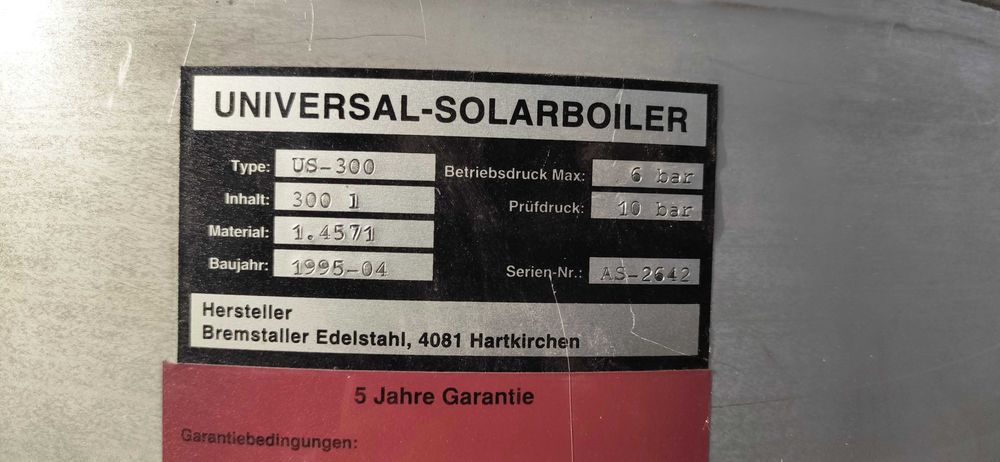 UNIVERSAL-SOLARBOILER
Type: US-300
Betriebsdruck Max: 6 bar
Inhalt: 300 l
Prüfdruck: 10 bar
Material: 1.4571
Baujahr: 1995-04
Serien-Nr.: AS-2642
Hersteller
Bremstaller Edelstahl, 4081 Hartkirchen
5 Jahre Garantie
Garantiebedingungen: